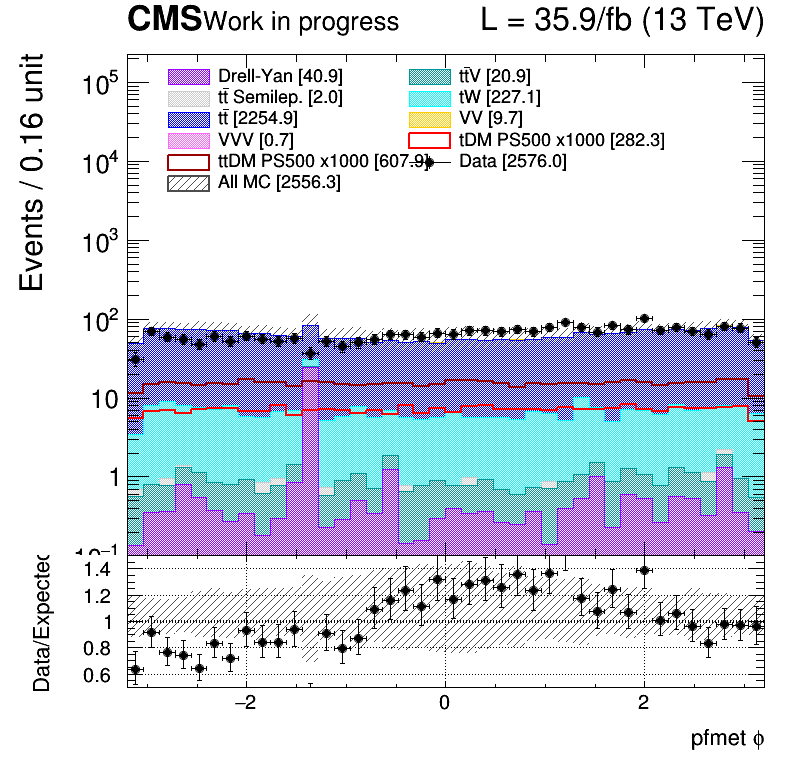 CMS Work in progress L = 35.9/fb (13 TeV)
Events / 0.16 unit
Drell-Yan [40.9] tt̄V [20.9]
tt̄ Semilep. [2.0] tW [227.1]
tt̄ [2254.9] VV [9.7]
VVV [0.7] tDM PS500 x1000 [282.3]
ttDM PS500 x1000 [607.9] Data [2576.0]
All MC [2556.3]
10⁵
10⁴
10³
10²
10
1
10⁻¹
Data/Expected
1.4
1.2
1
0.8
0.6
−2 0 2
pfmet ϕ